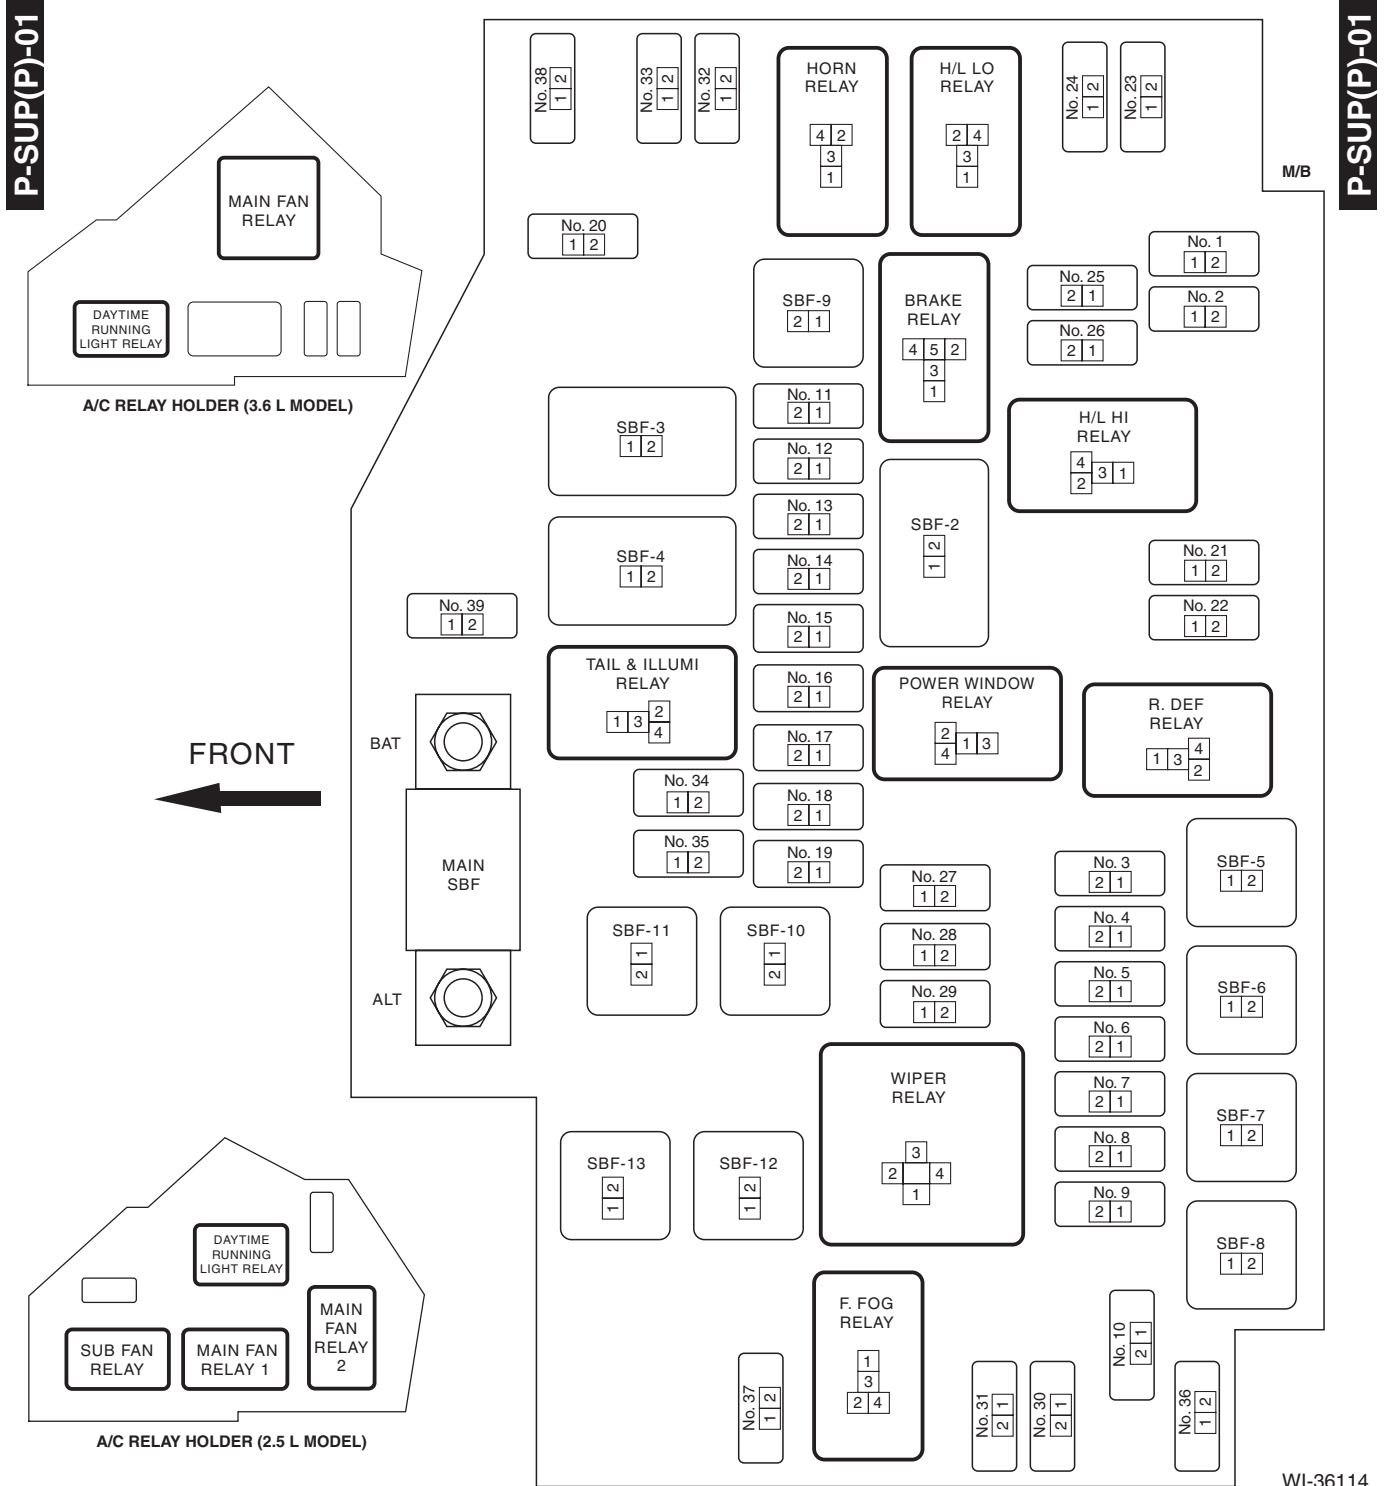 P-SUP(P)-01
P-SUP(P)-01
M/B
MAIN FAN
RELAY
DAYTIME
RUNNING
LIGHT RELAY
A/C RELAY HOLDER (3.6 L MODEL)
No. 38
1 2
No. 33
1 2
No. 32
1 2
HORN
RELAY
4 2
3
1
H/L LO
RELAY
2 4
3
1
No. 24
1 2
No. 23
1 2
No. 20
1 2
No. 1
1 2
No. 2
1 2
No. 25
2 1
No. 26
2 1
SBF-9
2 1
BRAKE
RELAY
4 5 2
3
1
SBF-3
1 2
No. 11
2 1
No. 12
2 1
No. 13
2 1
No. 14
2 1
No. 15
2 1
No. 16
2 1
No. 17
2 1
No. 18
2 1
No. 19
2 1
H/L HI
RELAY
4
3 1
2
SBF-4
1 2
SBF-2
1 2
No. 21
1 2
No. 22
1 2
No. 39
1 2
TAIL & ILLUMI
RELAY
2
1 3
4
POWER WINDOW
RELAY
2
1 3
4
R. DEF
RELAY
4
1 3
2
FRONT
BAT
MAIN
SBF
ALT
No. 34
1 2
No. 35
1 2
SBF-11
2 1
SBF-10
2 1
No. 27
1 2
No. 28
1 2
No. 29
1 2
No. 3
2 1
No. 4
2 1
No. 5
2 1
No. 6
2 1
No. 7
2 1
No. 8
2 1
No. 9
2 1
SBF-5
1 2
SBF-6
1 2
SBF-7
1 2
SBF-8
1 2
WIPER
RELAY
3
2 4
1
SBF-13
1 2
SBF-12
1 2
F. FOG
RELAY
1
3
2 4
No. 37
1 2
No. 31
2 1
No. 30
2 1
No. 10
2 1
No. 36
1 2
DAYTIME
RUNNING
LIGHT RELAY
SUB FAN
RELAY
MAIN FAN
RELAY 1
MAIN
FAN
RELAY
2
A/C RELAY HOLDER (2.5 L MODEL)
WI-36114